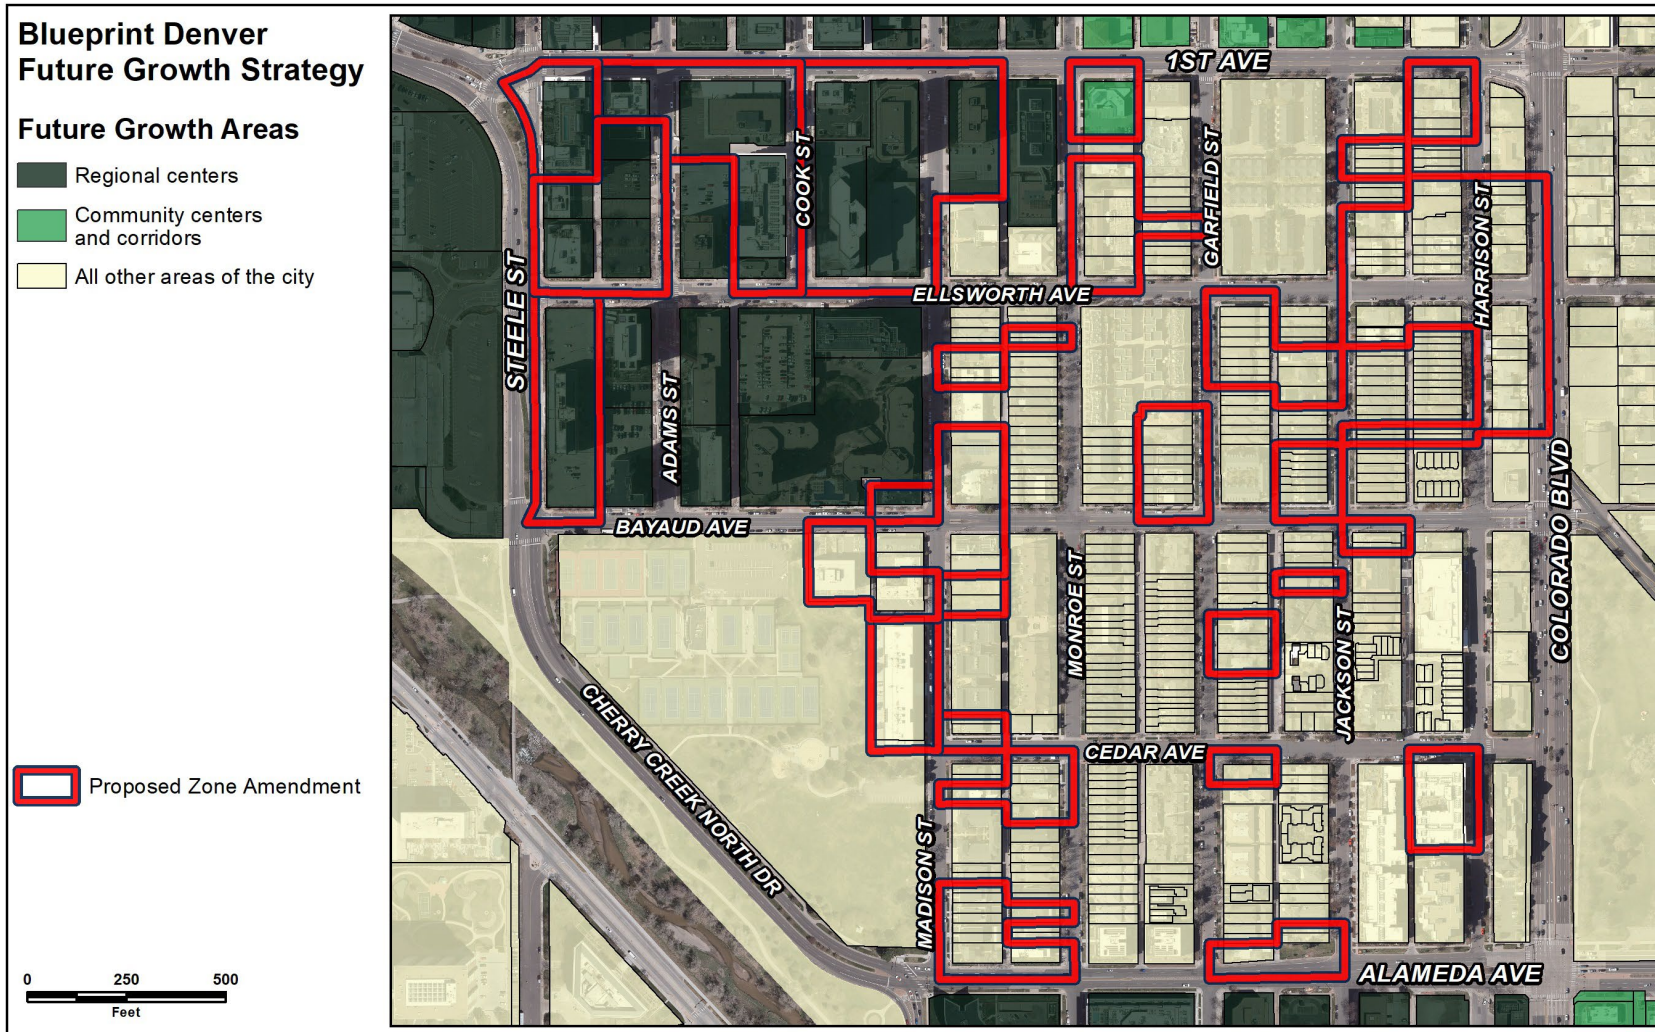 Blueprint Denver
Future Growth Strategy
Future Growth Areas
Regional centers
Community centers
and corridors
All other areas of the city
Proposed Zone Amendment
0 250 500
Feet
1ST AVE
COOK ST
GARFIELD ST
HARRISON ST
STEELE ST
ELLSWORTH AVE
ADAMS ST
BAYAUD AVE
COLORADO BLVD
MONROE ST
JACKSON ST
CHERRY CREEK NORTH DR
CEDAR AVE
MADISON ST
ALAMEDA AVE